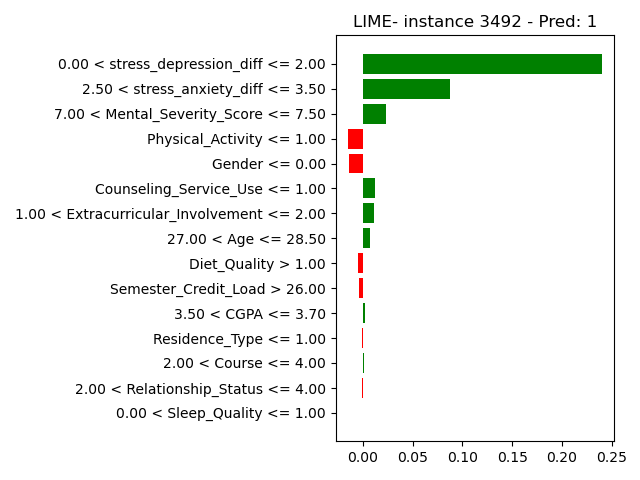 LIME- instance 3492 - Pred: 1
0.00 < stress_depression_diff <= 2.00
2.50 < stress_anxiety_diff <= 3.50
7.00 < Mental_Severity_Score <= 7.50
Physical_Activity <= 1.00
Gender <= 0.00
Counseling_Service_Use <= 1.00
1.00 < Extracurricular_Involvement <= 2.00
27.00 < Age <= 28.50
Diet_Quality > 1.00
Semester_Credit_Load > 26.00
3.50 < CGPA <= 3.70
Residence_Type <= 1.00
2.00 < Course <= 4.00
2.00 < Relationship_Status <= 4.00
0.00 < Sleep_Quality <= 1.00
0.00 0.05 0.10 0.15 0.20 0.25